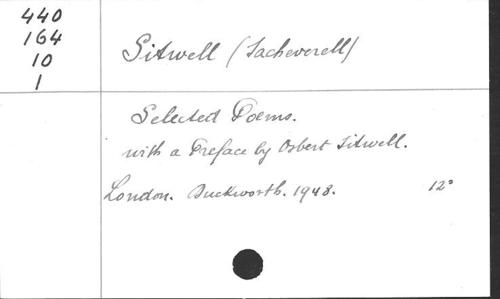 440
164
10
1
Sitwell (Sacheverell)
Selected Poems.
with a Preface by Osbert Sitwell.
London. Duckworth. 1948. 12°